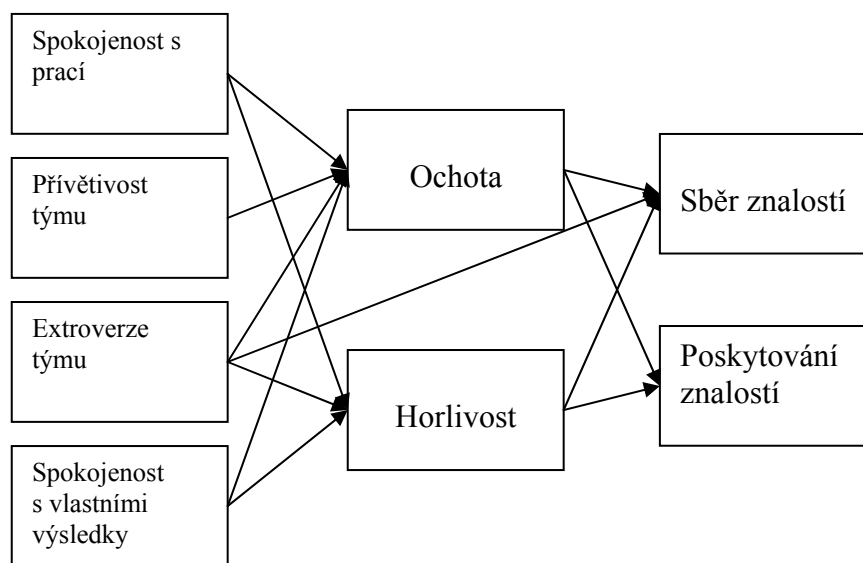 Spokojenost s
prací
Přívětivost
týmu
Extroverze
týmu
Spokojenost
s vlastními
výsledky
Ochota
Horlivost
Sběr znalostí
Poskytování
znalostí